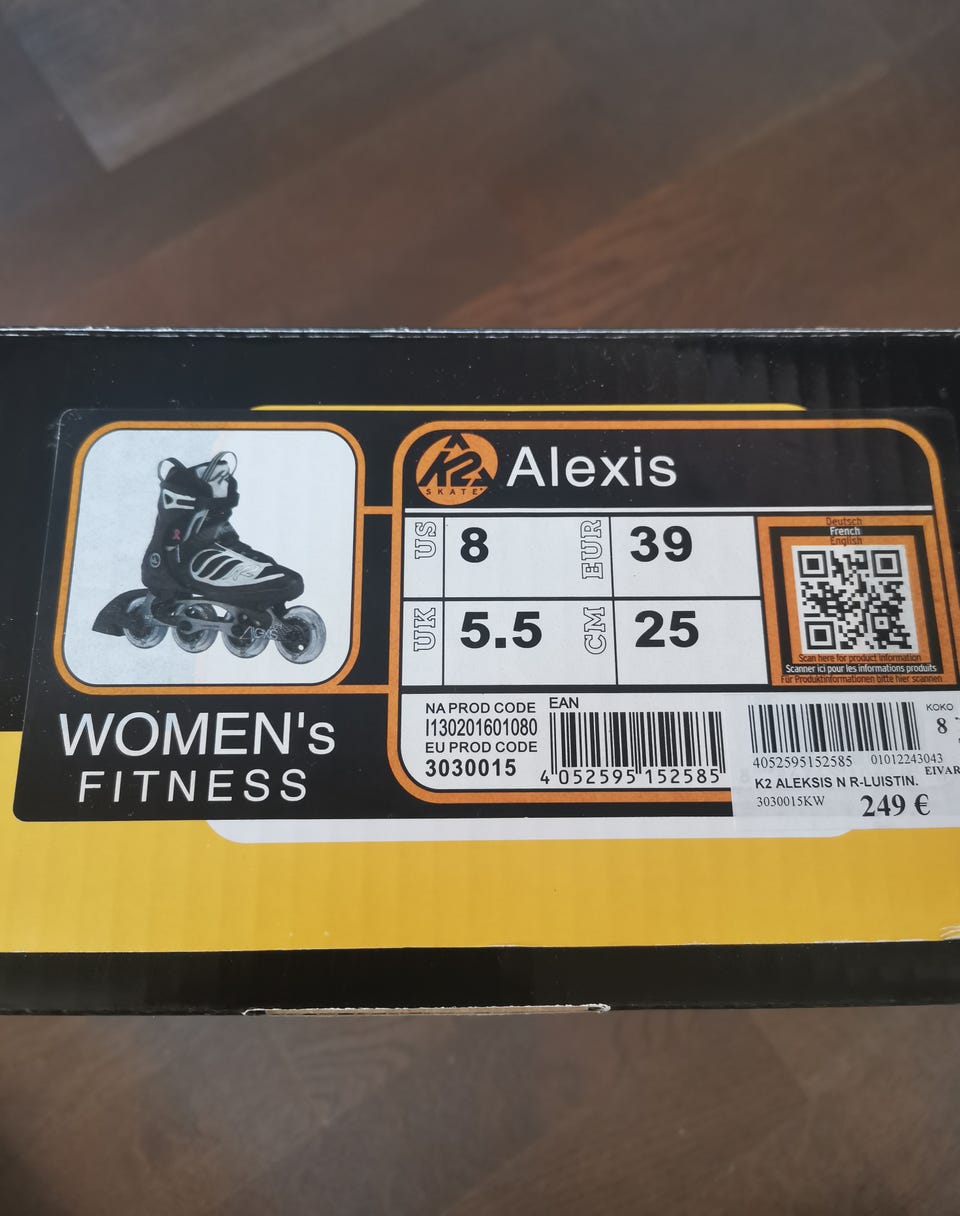 K2
SKATE
Alexis
US 8 EUR 39
UK 5.5 CM 25
Deutsch
French
English
Scan here for product information
Scanner ici pour les informations produits
Für Produktinformationen bitte hier scannen
WOMEN's
FITNESS
NA PROD CODE
I130201601080
EU PROD CODE
3030015
EAN
4 052595 152585
KOKO
8
4052595152585 01012243043
EIVAR
K2 ALEKSIS N R-LUISTIN.
3030015KW 249 €